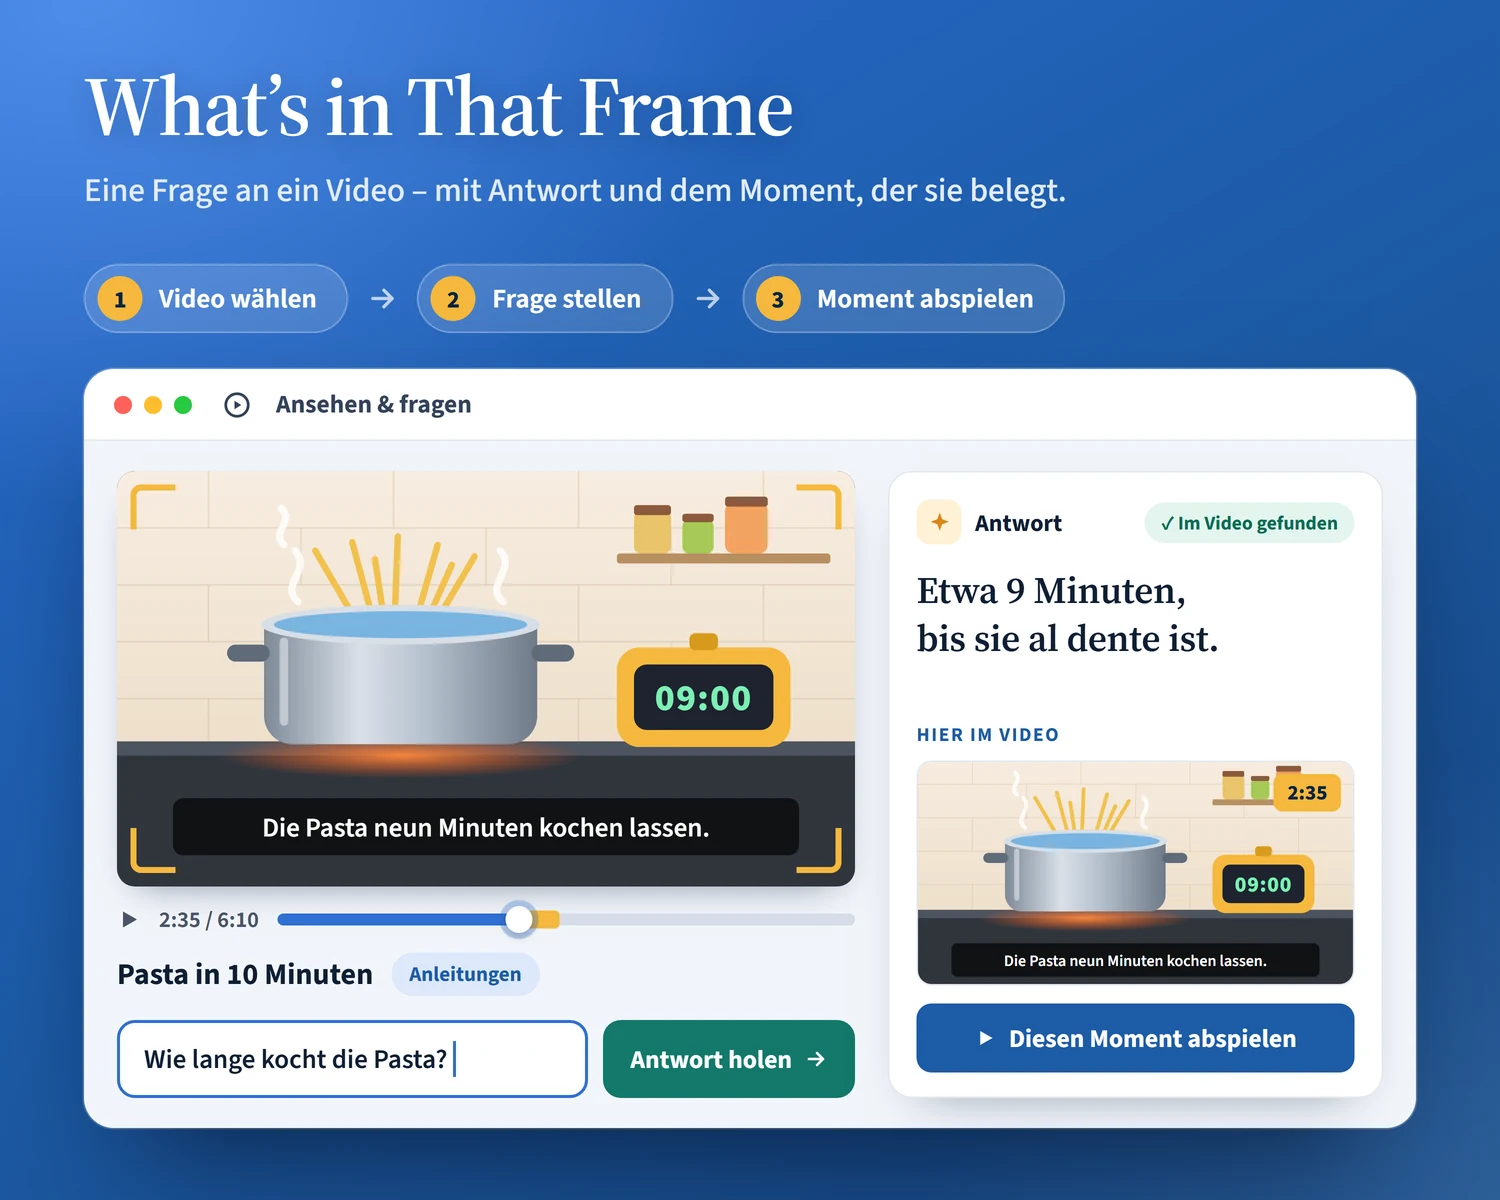 What’s in That Frame
Eine Frage an ein Video – mit Antwort und dem Moment, der sie belegt.
1 Video wählen → 2 Frage stellen → 3 Moment abspielen
Ansehen & fragen
09:00
Die Pasta neun Minuten kochen lassen.
2:35 / 6:10
Pasta in 10 Minuten
Anleitungen
Wie lange kocht die Pasta?
Antwort holen →
Antwort
✓ Im Video gefunden
Etwa 9 Minuten,
bis sie al dente ist.
HIER IM VIDEO
2:35
09:00
Die Pasta neun Minuten kochen lassen.
Diesen Moment abspielen